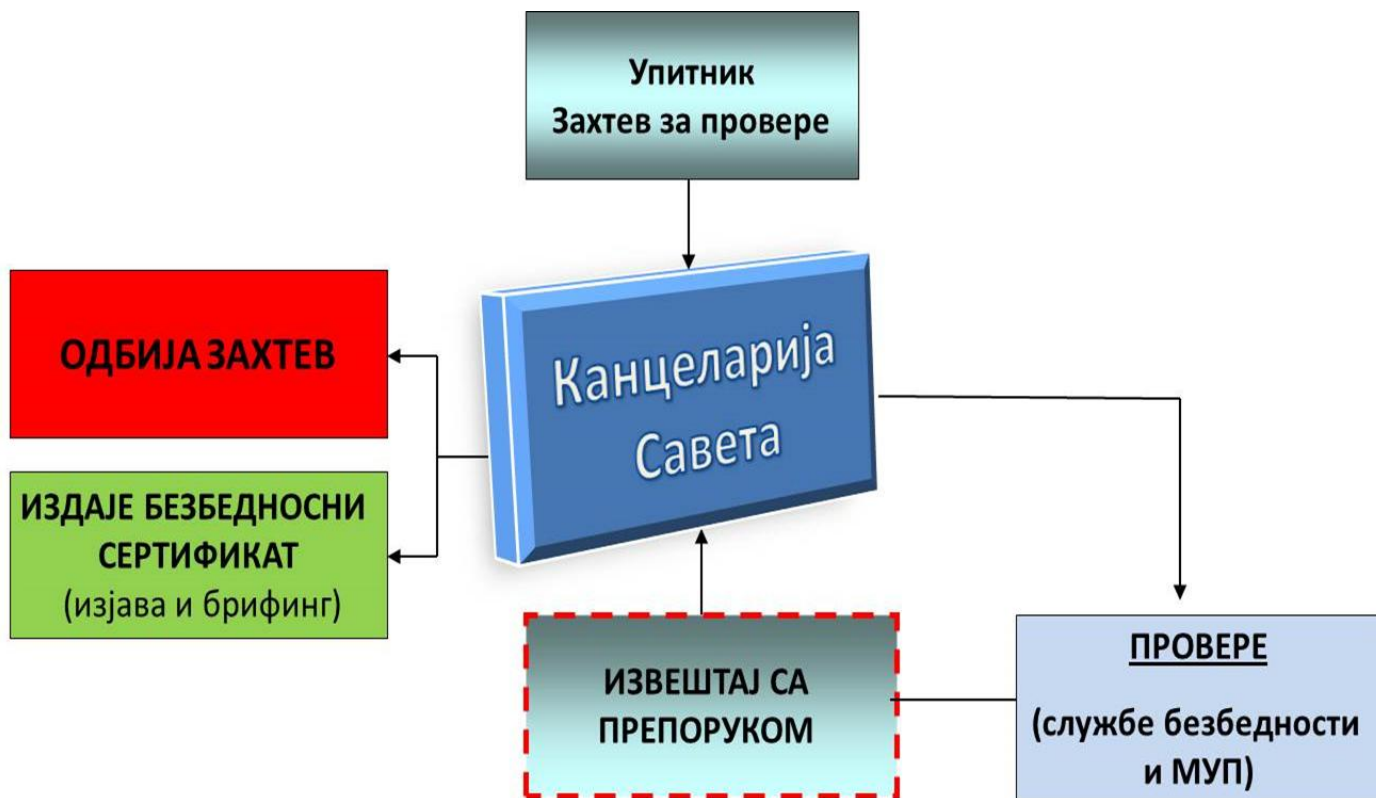 Упитник
Захтев за провере
ОДБИЈА ЗАХТЕВ
Канцеларија
Савета
ИЗДАЈЕ БЕЗБЕДНОСНИ
СЕРТИФИКАТ
(изјава и брифинг)
ИЗВЕШТАЈ СА
ПРЕПОРУКОМ
ПРОВЕРЕ
(службе безбедности
и МУП)